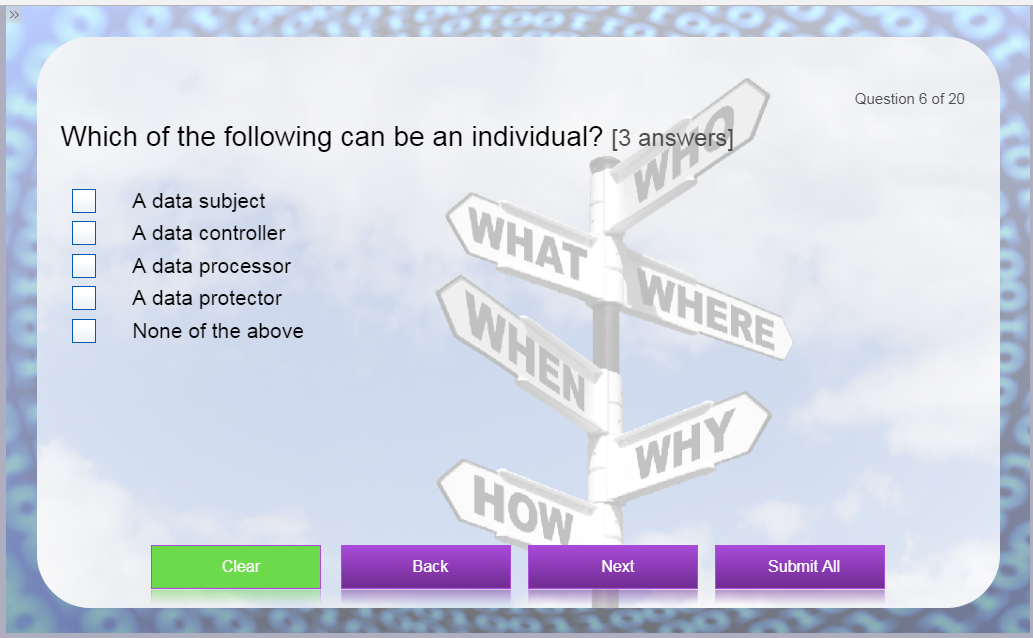 »
Question 6 of 20
Which of the following can be an individual? [3 answers]
A data subject
A data controller
A data processor
A data protector
None of the above
WHO
WHAT
WHERE
WHEN
WHY
HOW
Clear
Back
Next
Submit All